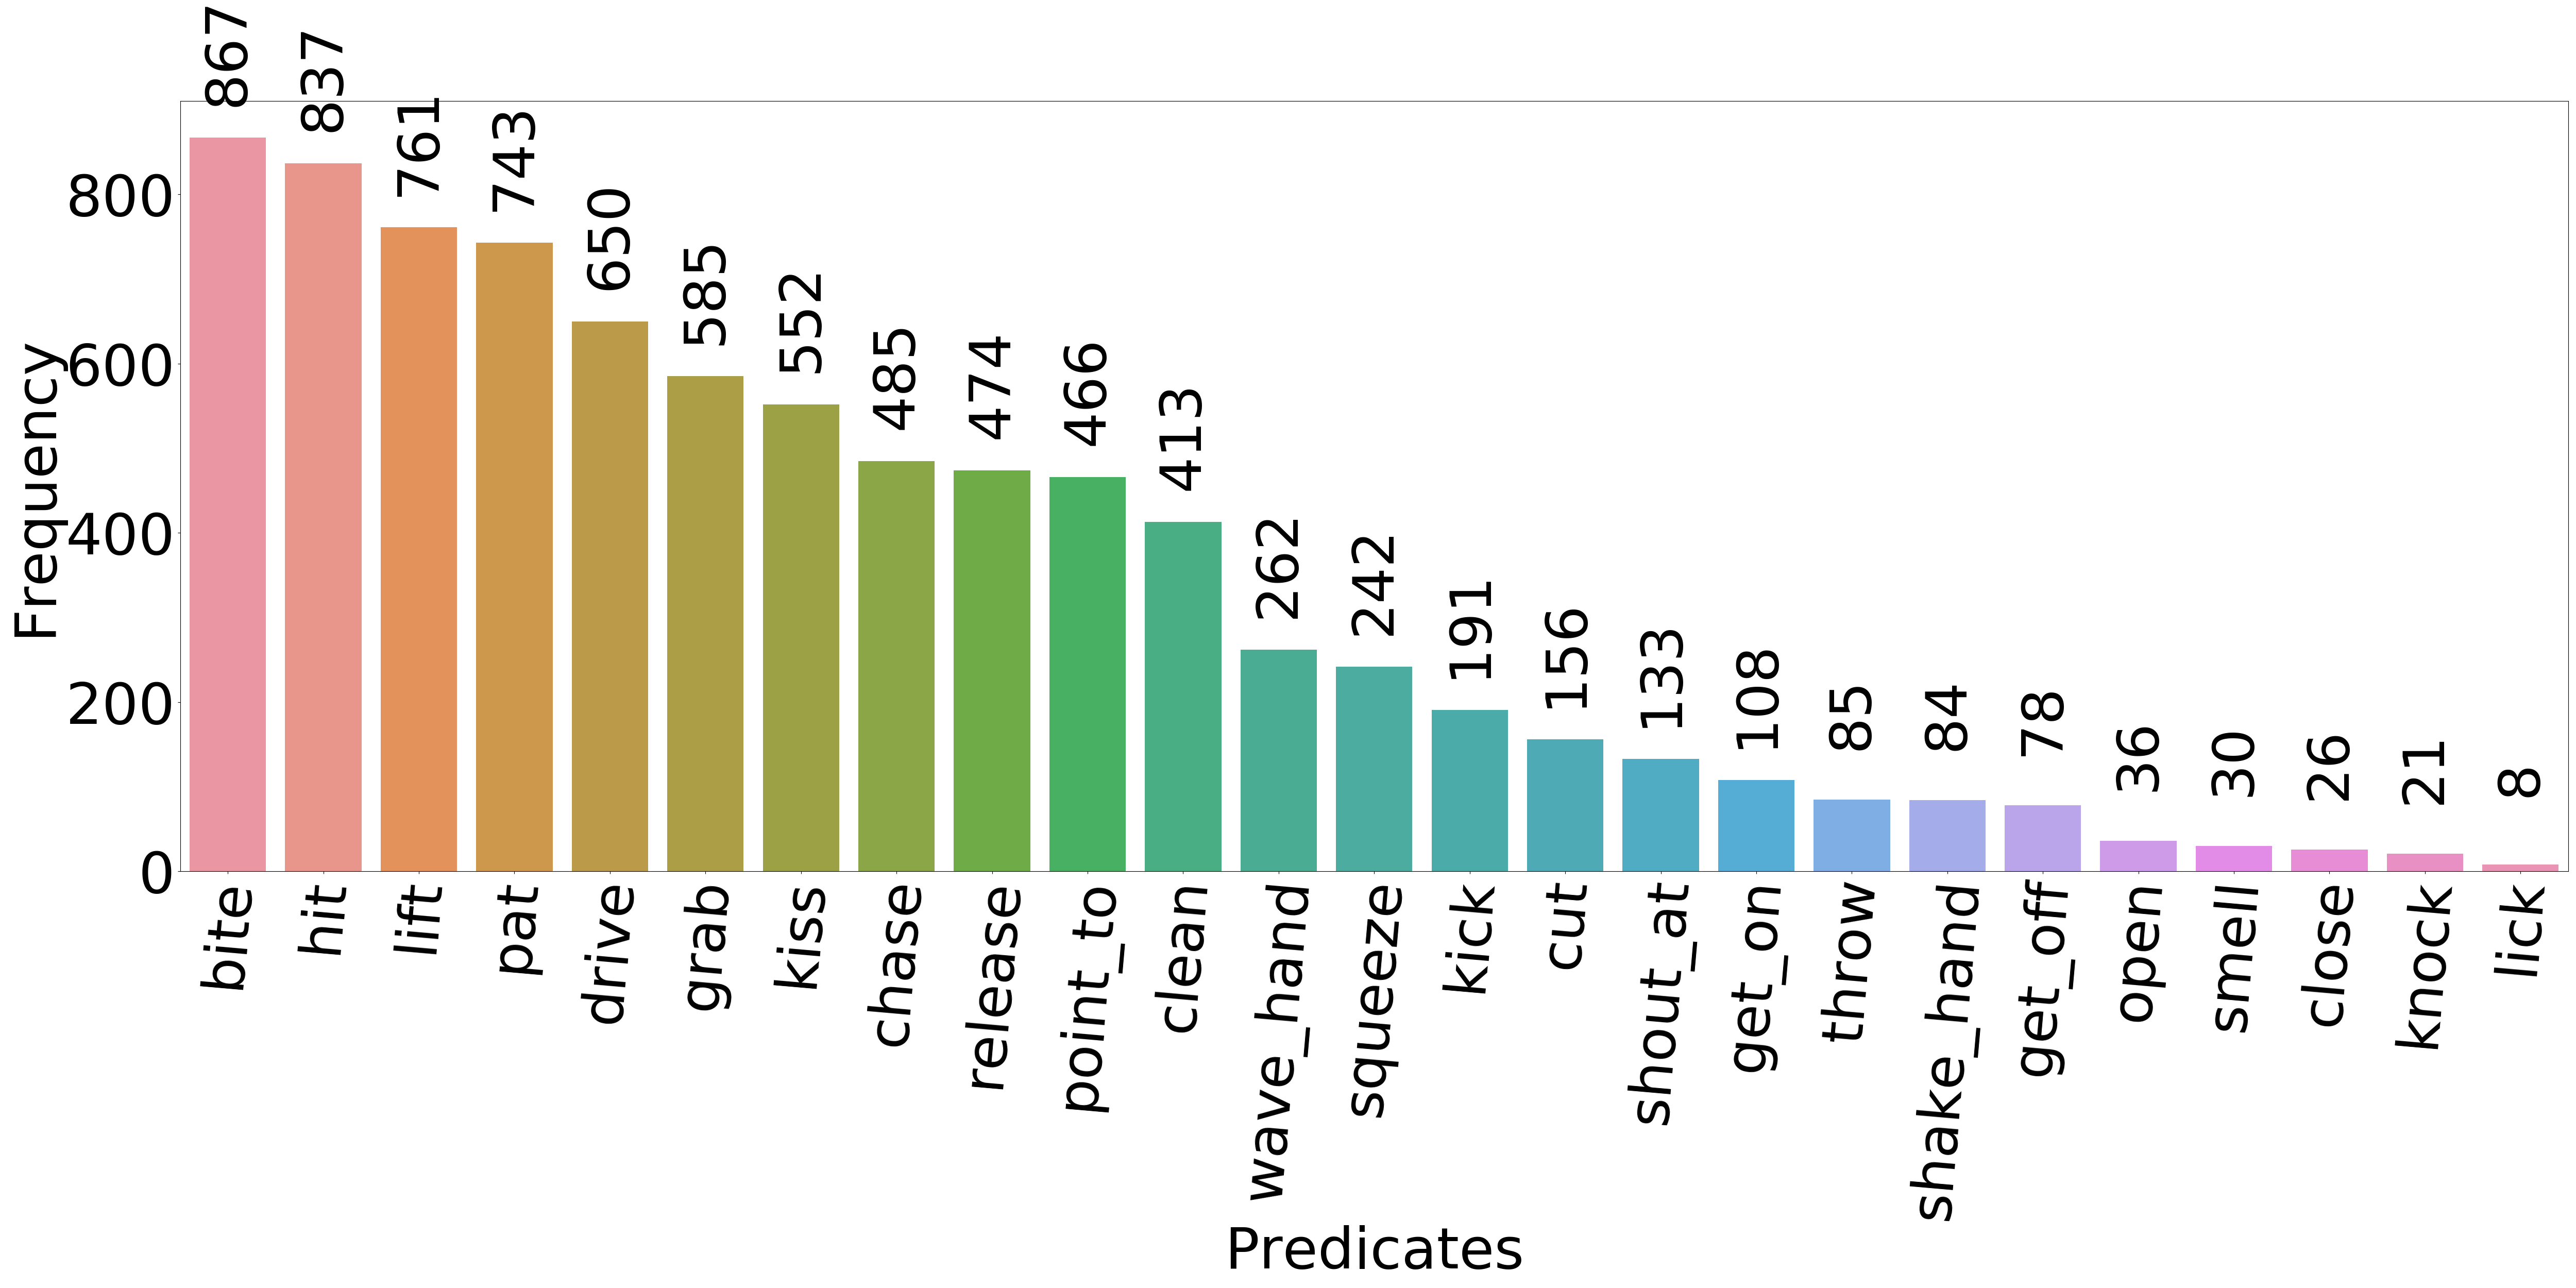 867
837
761
743
650
585
552
485
474
466
413
262
242
191
156
133
108
85
84
78
36
30
26
21
8
Frequency
800
600
400
200
0
bite
hit
lift
pat
drive
grab
kiss
chase
release
point_to
clean
wave_hand
squeeze
kick
cut
shout_at
get_on
throw
shake_hand
get_off
open
smell
close
knock
lick
Predicates